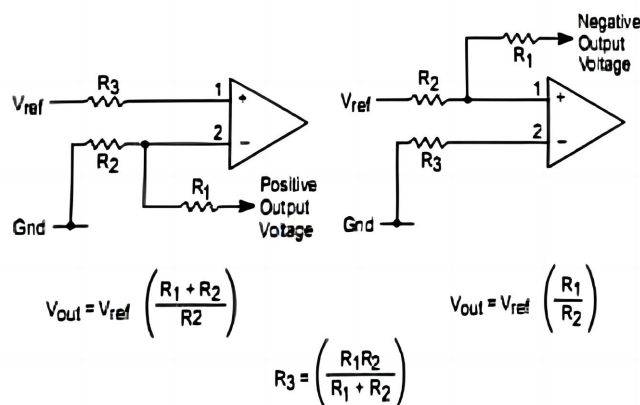 R3
Vref
1
+
2
−
R2
R1
Positive
Output
Voltage
Gnd
Vout = Vref ( R1 + R2 / R2 )
Negative
Output
Voltage
R1
R2
Vref
1
+
2
−
R3
Gnd
Vout = Vref ( R1 / R2 )
R3 = ( R1R2 / R1 + R2 )